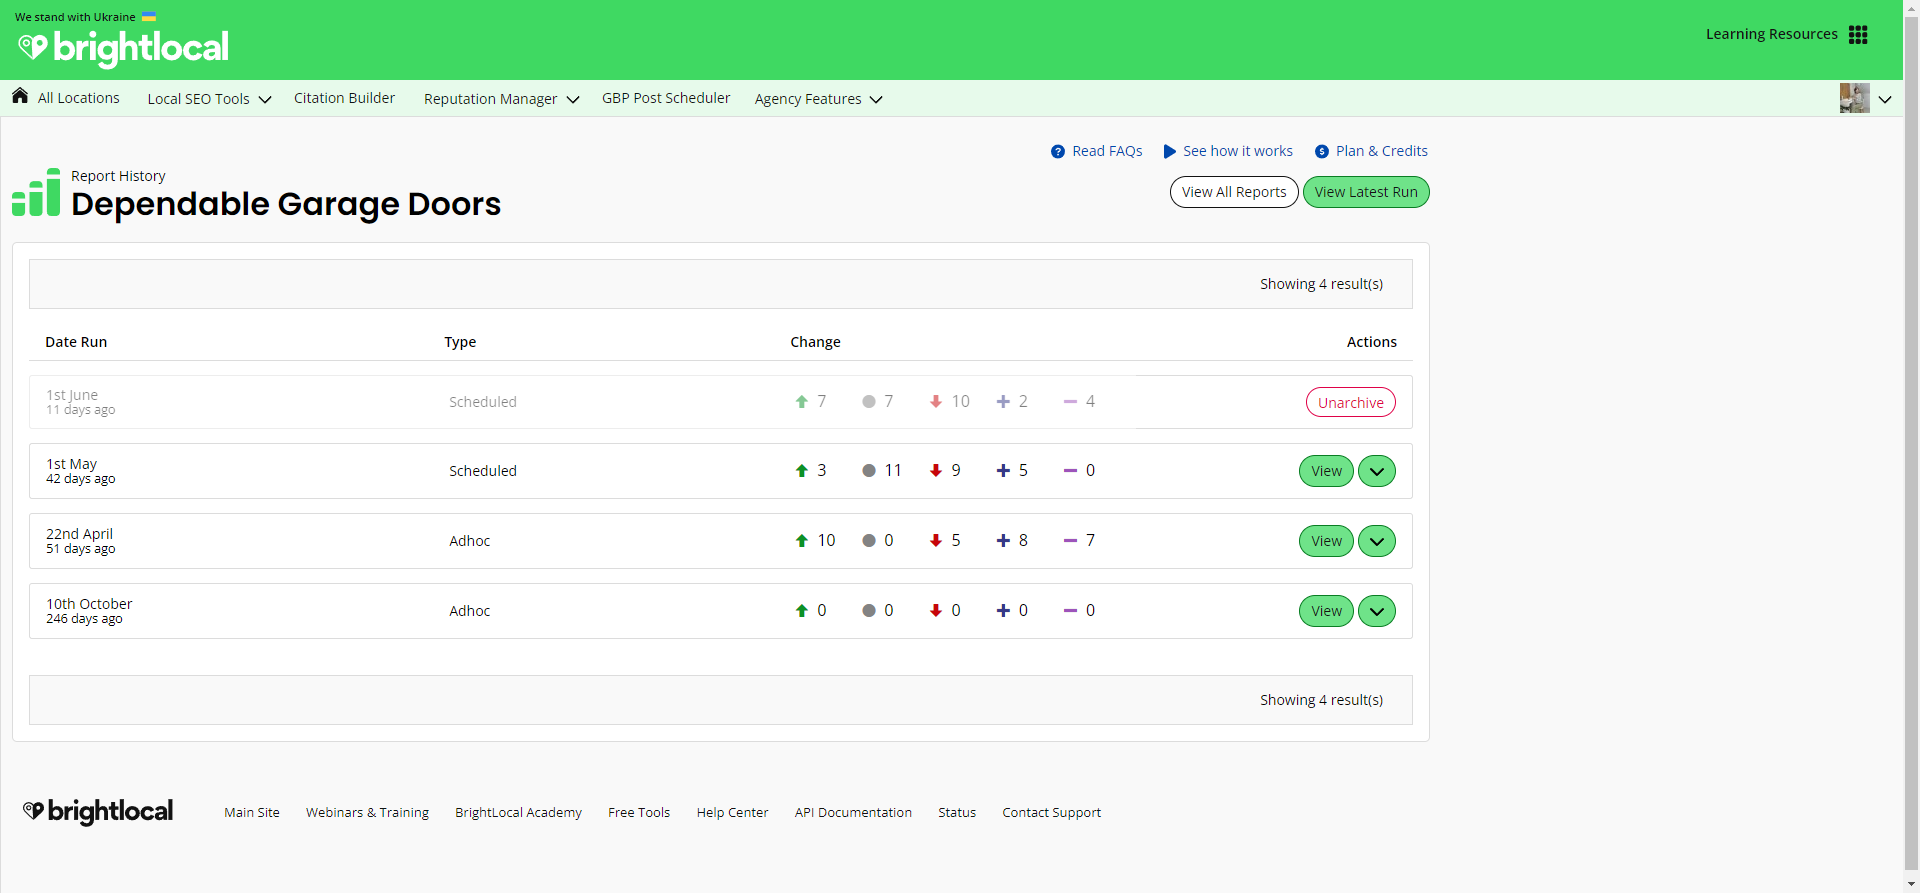 We stand with Ukraine
brightlocal
Learning Resources
All Locations
Local SEO Tools
Citation Builder
Reputation Manager
GBP Post Scheduler
Agency Features
Read FAQs
See how it works
Plan & Credits
Report History
Dependable Garage Doors
View All Reports
View Latest Run
Showing 4 result(s)
Date Run Type Change Actions
1st June
11 days ago
Scheduled 7 7 10 + 2 − 4 Unarchive
1st May
42 days ago
Scheduled 3 11 9 + 5 − 0 View
22nd April
51 days ago
Adhoc 10 0 5 + 8 − 7 View
10th October
246 days ago
Adhoc 0 0 0 + 0 − 0 View
Showing 4 result(s)
brightlocal
Main Site
Webinars & Training
BrightLocal Academy
Free Tools
Help Center
API Documentation
Status
Contact Support